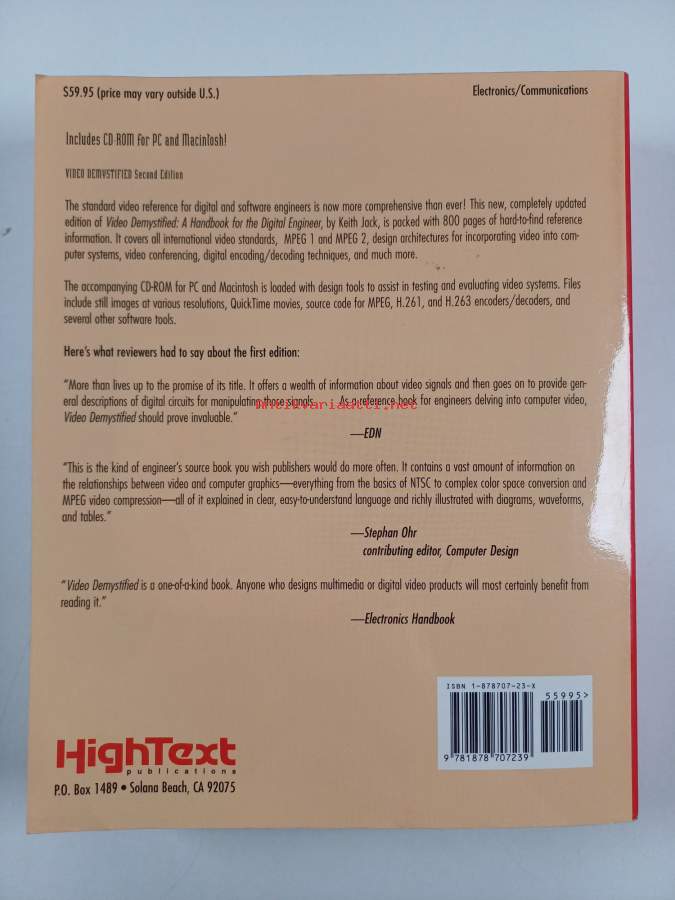 $59.95 (price may vary outside U.S.)
Electronics/Communications
Includes CD-ROM for PC and Macintosh!
VIDEO DEMYSTIFIED Second Edition
The standard video reference for digital and software engineers is now more comprehensive than ever! This new, completely updated
edition of Video Demystified: A Handbook for the Digital Engineer, by Keith Jack, is packed with 800 pages of hard-to-find reference
information. It covers all international video standards, MPEG 1 and MPEG 2, design architectures for incorporating video into com-
puter systems, video conferencing, digital encoding/decoding techniques, and much more.
The accompanying CD-ROM for PC and Macintosh is loaded with design tools to assist in testing and evaluating video systems. Files
include still images at various resolutions, QuickTime movies, source code for MPEG, H.261, and H.263 encoders/decoders, and
several other software tools.
Here's what reviewers had to say about the first edition:
"More than lives up to the promise of its title. It offers a wealth of information about video signals and then goes on to provide gen-
eral descriptions of digital circuits for manipulating those signals. . . . As a reference book for engineers delving into computer video,
antikvariaatti.net
Video Demystified should prove invaluable."
—EDN
"This is the kind of engineer's source book you wish publishers would do more often. It contains a vast amount of information on
the relationships between video and computer graphics—everything from the basics of NTSC to complex color space conversion and
MPEG video compression—all of it explained in clear, easy-to-understand language and richly illustrated with diagrams, waveforms,
and tables."
—Stephan Ohr
contributing editor, Computer Design
"Video Demystified is a one-of-a-kind book. Anyone who designs multimedia or digital video products will most certainly benefit from
reading it."
—Electronics Handbook
ISBN 1-878707-23-X
55995>
9 781878 707239
HighText
publications
P.O. Box 1489 • Solana Beach, CA 92075